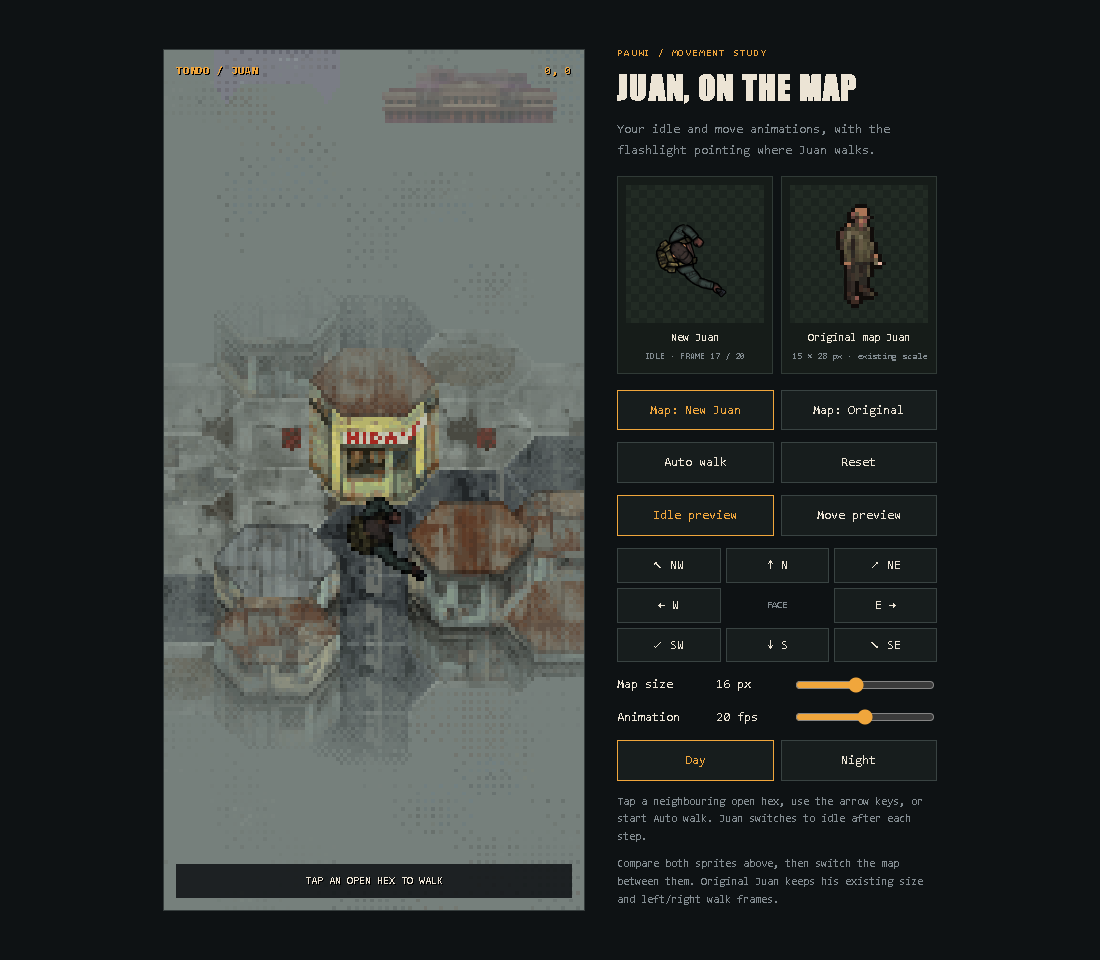 TONDO / JUAN
0, 0
TAP AN OPEN HEX TO WALK
PAUWI / MOVEMENT STUDY
JUAN, ON THE MAP
Your idle and move animations, with the
flashlight pointing where Juan walks.
New Juan
IDLE · FRAME 17 / 20
Original map Juan
15 × 28 px · existing scale
Map: New Juan
Map: Original
Auto walk
Reset
Idle preview
Move preview
↖ NW
↑ N
↗ NE
← W
FACE
E →
↙ SW
↓ S
↘ SE
Map size 16 px
Animation 20 fps
Day
Night
Tap a neighbouring open hex, use the arrow keys, or
start Auto walk. Juan switches to idle after each
step.
Compare both sprites above, then switch the map
between them. Original Juan keeps his existing size
and left/right walk frames.